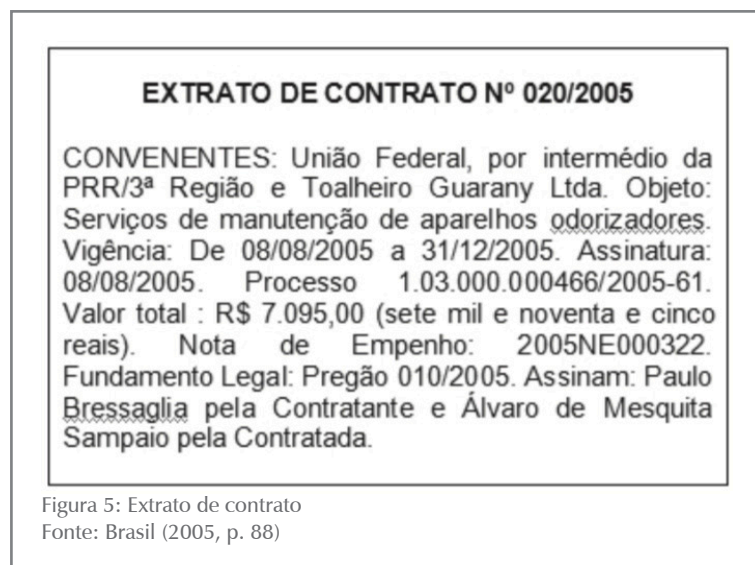 EXTRATO DE CONTRATO Nº 020/2005
CONVENENTES: União Federal, por intermédio da
PRR/3ª Região e Toalheiro Guarany Ltda. Objeto:
Serviços de manutenção de aparelhos odorizadores.
Vigência: De 08/08/2005 a 31/12/2005. Assinatura:
08/08/2005. Processo 1.03.000.000466/2005-61.
Valor total : R$ 7.095,00 (sete mil e noventa e cinco
reais). Nota de Empenho: 2005NE000322.
Fundamento Legal: Pregão 010/2005. Assinam: Paulo
Bressaglia pela Contratante e Álvaro de Mesquita
Sampaio pela Contratada.
Figura 5: Extrato de contrato
Fonte: Brasil (2005, p. 88)